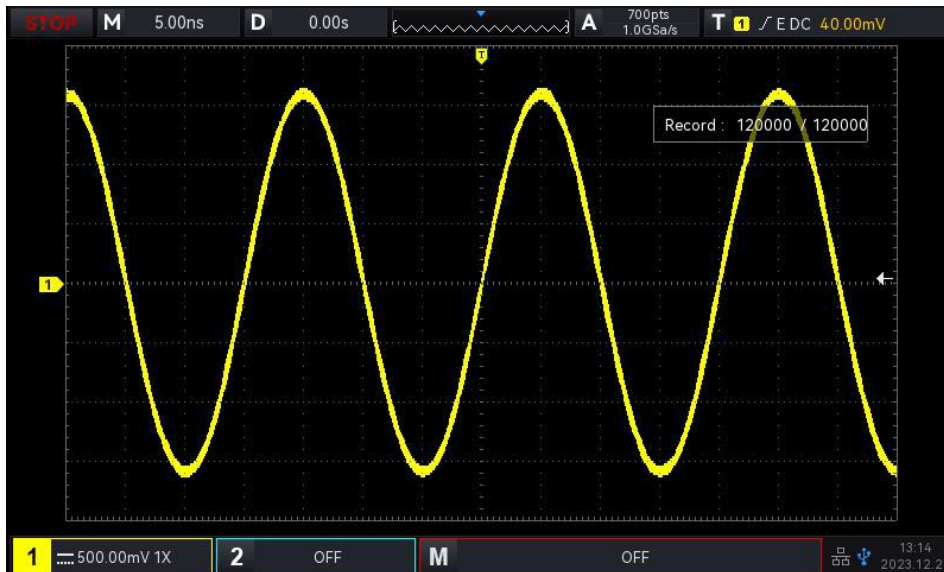 STOP M 5.00ns D 0.00s A 700pts 1.0GSa/s T 1 E DC 40.00mV
T
Record : 120000 / 120000
1
1 500.00mV 1X 2 OFF M OFF 13:14
2023.12.2